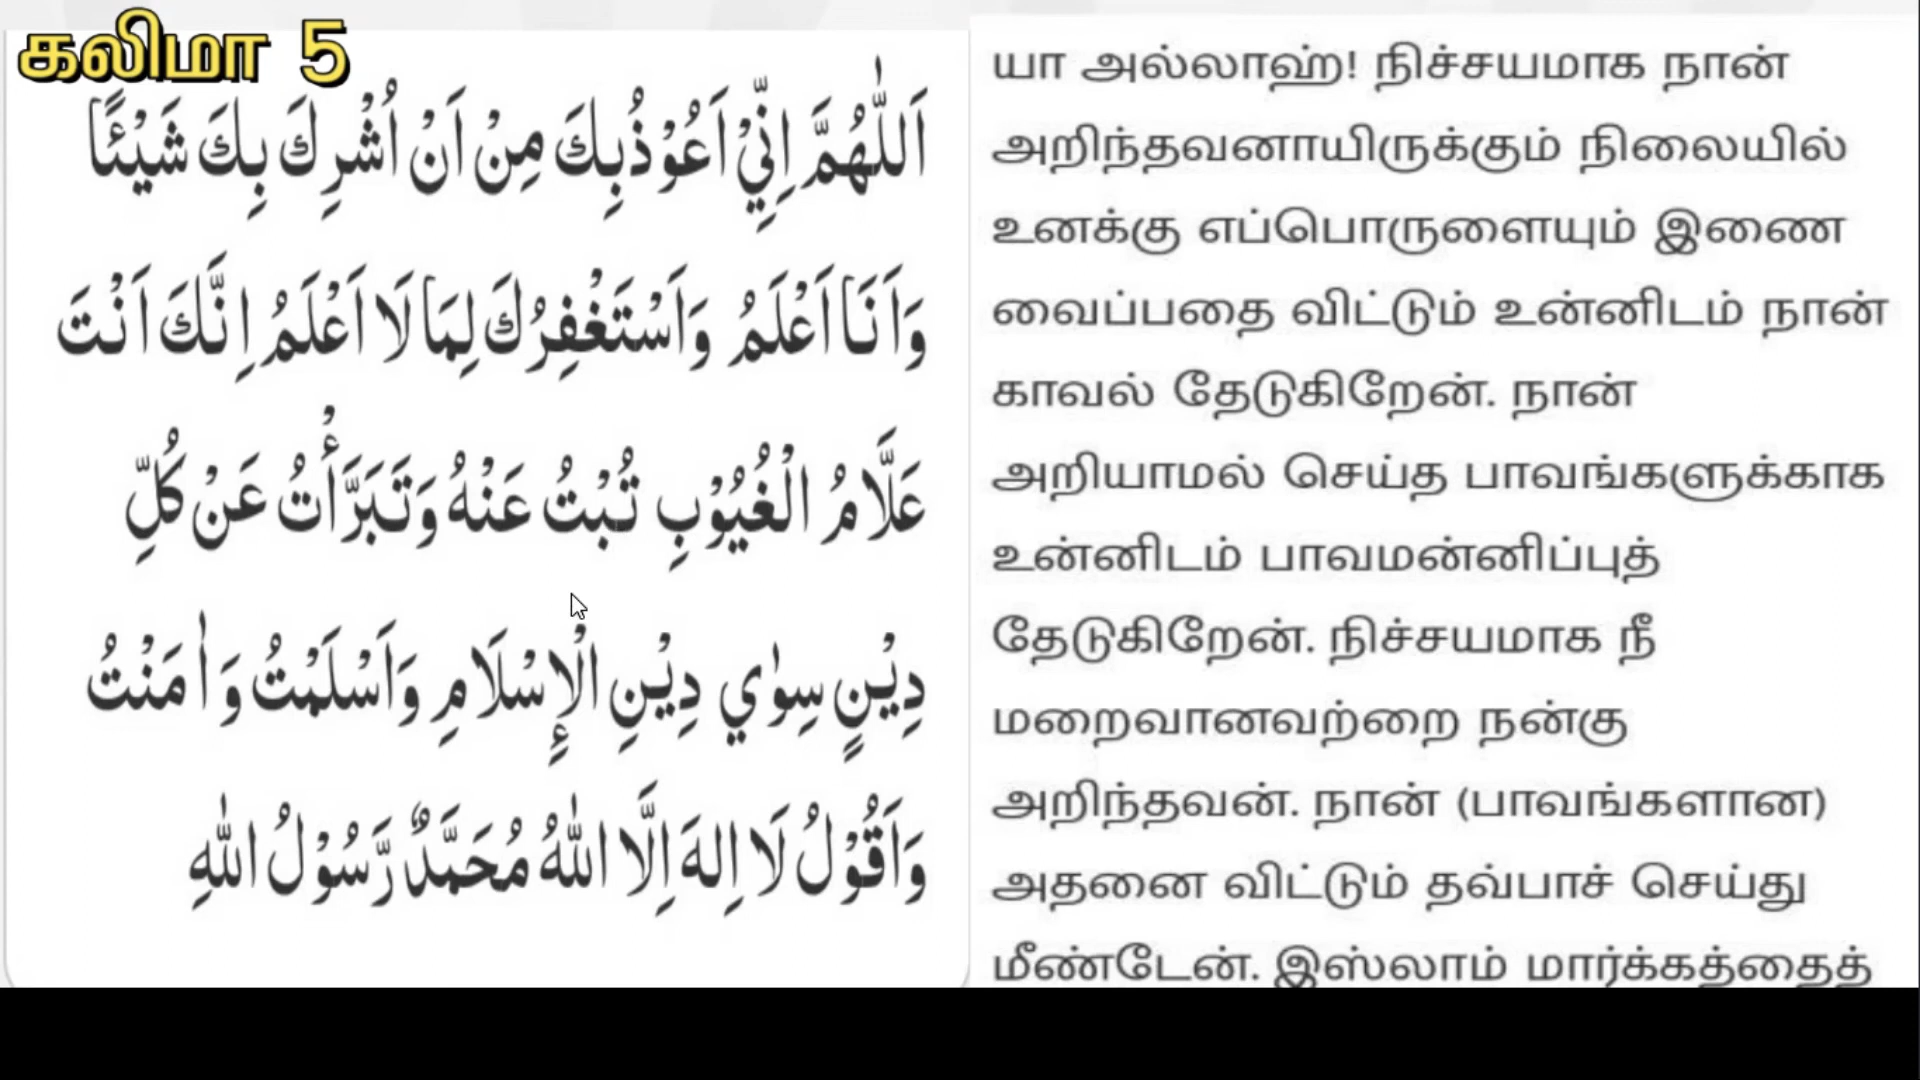 கலிமா 5
اَللّٰهُمَّ اِنِّيْ اَعُوْذُبِكَ مِنْ اَنْ اُشْرِكَ بِكَ شَيْئًا
وَاَنَا اَعْلَمُ وَاَسْتَغْفِرُكَ لِمَا لَا اَعْلَمُ اِنَّكَ اَنْتَ
عَلَّامُ الْغُيُوْبِ تُبْتُ عَنْهُ وَتَبَرَّأْتُ عَنْ كُلِّ
دِيْنٍ سِوٰي دِيْنِ الْإِسْلَامِ وَاَسْلَمْتُ وَ اٰمَنْتُ
وَاَقُوْلُ لَا اِلهَ اِلَّا اللّٰهُ مُحَمَّدٌ رَّسُوْلُ اللّٰهِ
யா அல்லாஹ்! நிச்சயமாக நான்
அறிந்தவனாயிருக்கும் நிலையில்
உனக்கு எப்பொருளையும் இணை
வைப்பதை விட்டும் உன்னிடம் நான்
காவல் தேடுகிறேன். நான்
அறியாமல் செய்த பாவங்களுக்காக
உன்னிடம் பாவமன்னிப்புத்
தேடுகிறேன். நிச்சயமாக நீ
மறைவானவற்றை நன்கு
அறிந்தவன். நான் (பாவங்களான)
அதனை விட்டும் தவ்பாச் செய்து
மீண்டேன். இஸ்லாம் மார்க்கத்தைத்